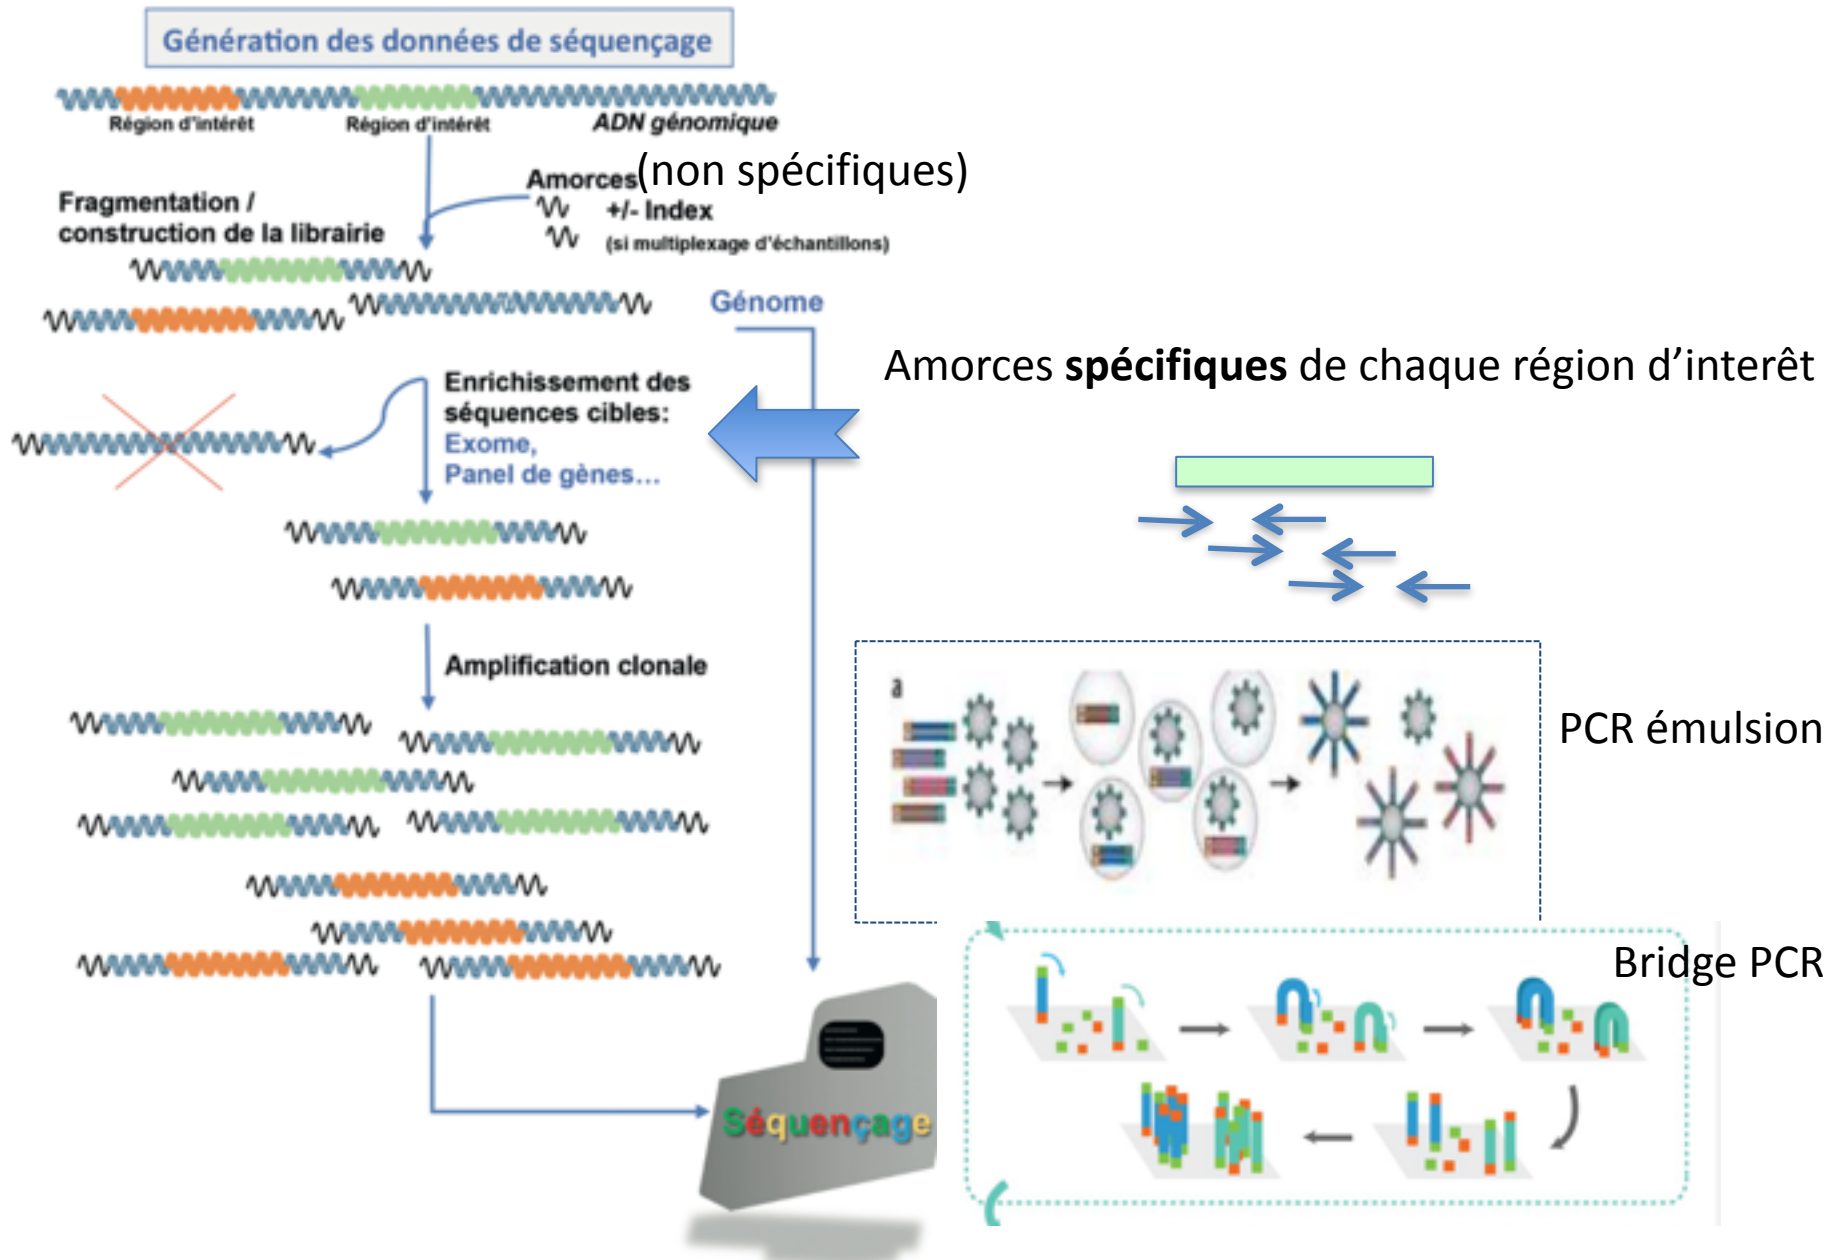 Génération des données de séquençage
Région d'intérêt
Région d'intérêt
ADN génomique
Amorces (non spécifiques)
+/- Index
(si multiplexage d'échantillons)
Fragmentation /
construction de la librairie
Génome
Amorces spécifiques de chaque région d'interêt
Enrichissement des
séquences cibles:
Exome,
Panel de gènes...
Amplification clonale
a
PCR émulsion
Bridge PCR
Séquençage